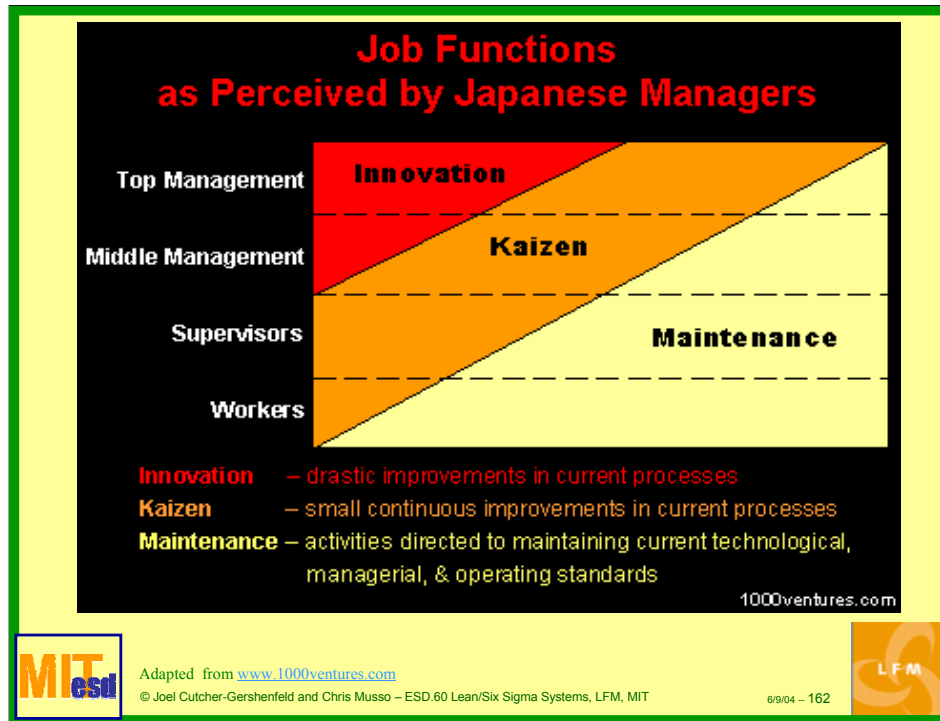 Job Functions
as Perceived by Japanese Managers
Top Management
Innovation
Middle Management
Kaizen
Supervisors
Maintenance
Workers
Innovation – drastic improvements in current processes
Kaizen – small continuous improvements in current processes
Maintenance – activities directed to maintaining current technological,
managerial, & operating standards
1000ventures.com
MIT esd
Adapted from www.1000ventures.com
© Joel Cutcher-Gershenfeld and Chris Musso – ESD.60 Lean/Six Sigma Systems, LFM, MIT
6/9/04 -- 162
LFM